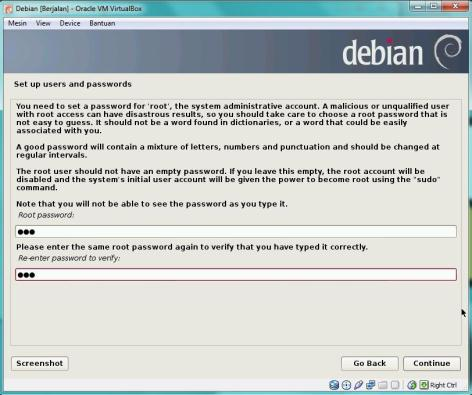 Debian [Berjalan] - Oracle VM VirtualBox
Mesin View Device Bantuan
debian
Set up users and passwords
You need to set a password for 'root', the system administrative account. A malicious or unqualified user
with root access can have disastrous results, so you should take care to choose a root password that is
not easy to guess. It should not be a word found in dictionaries, or a word that could be easily
associated with you.
A good password will contain a mixture of letters, numbers and punctuation and should be changed at
regular intervals.
The root user should not have an empty password. If you leave this empty, the root account will be
disabled and the system's initial user account will be given the power to become root using the "sudo"
command.
Note that you will not be able to see the password as you type it.
Root password:
●●●
Please enter the same root password again to verify that you have typed it correctly.
Re-enter password to verify:
●●●
Screenshot Go Back Continue
Right Ctrl